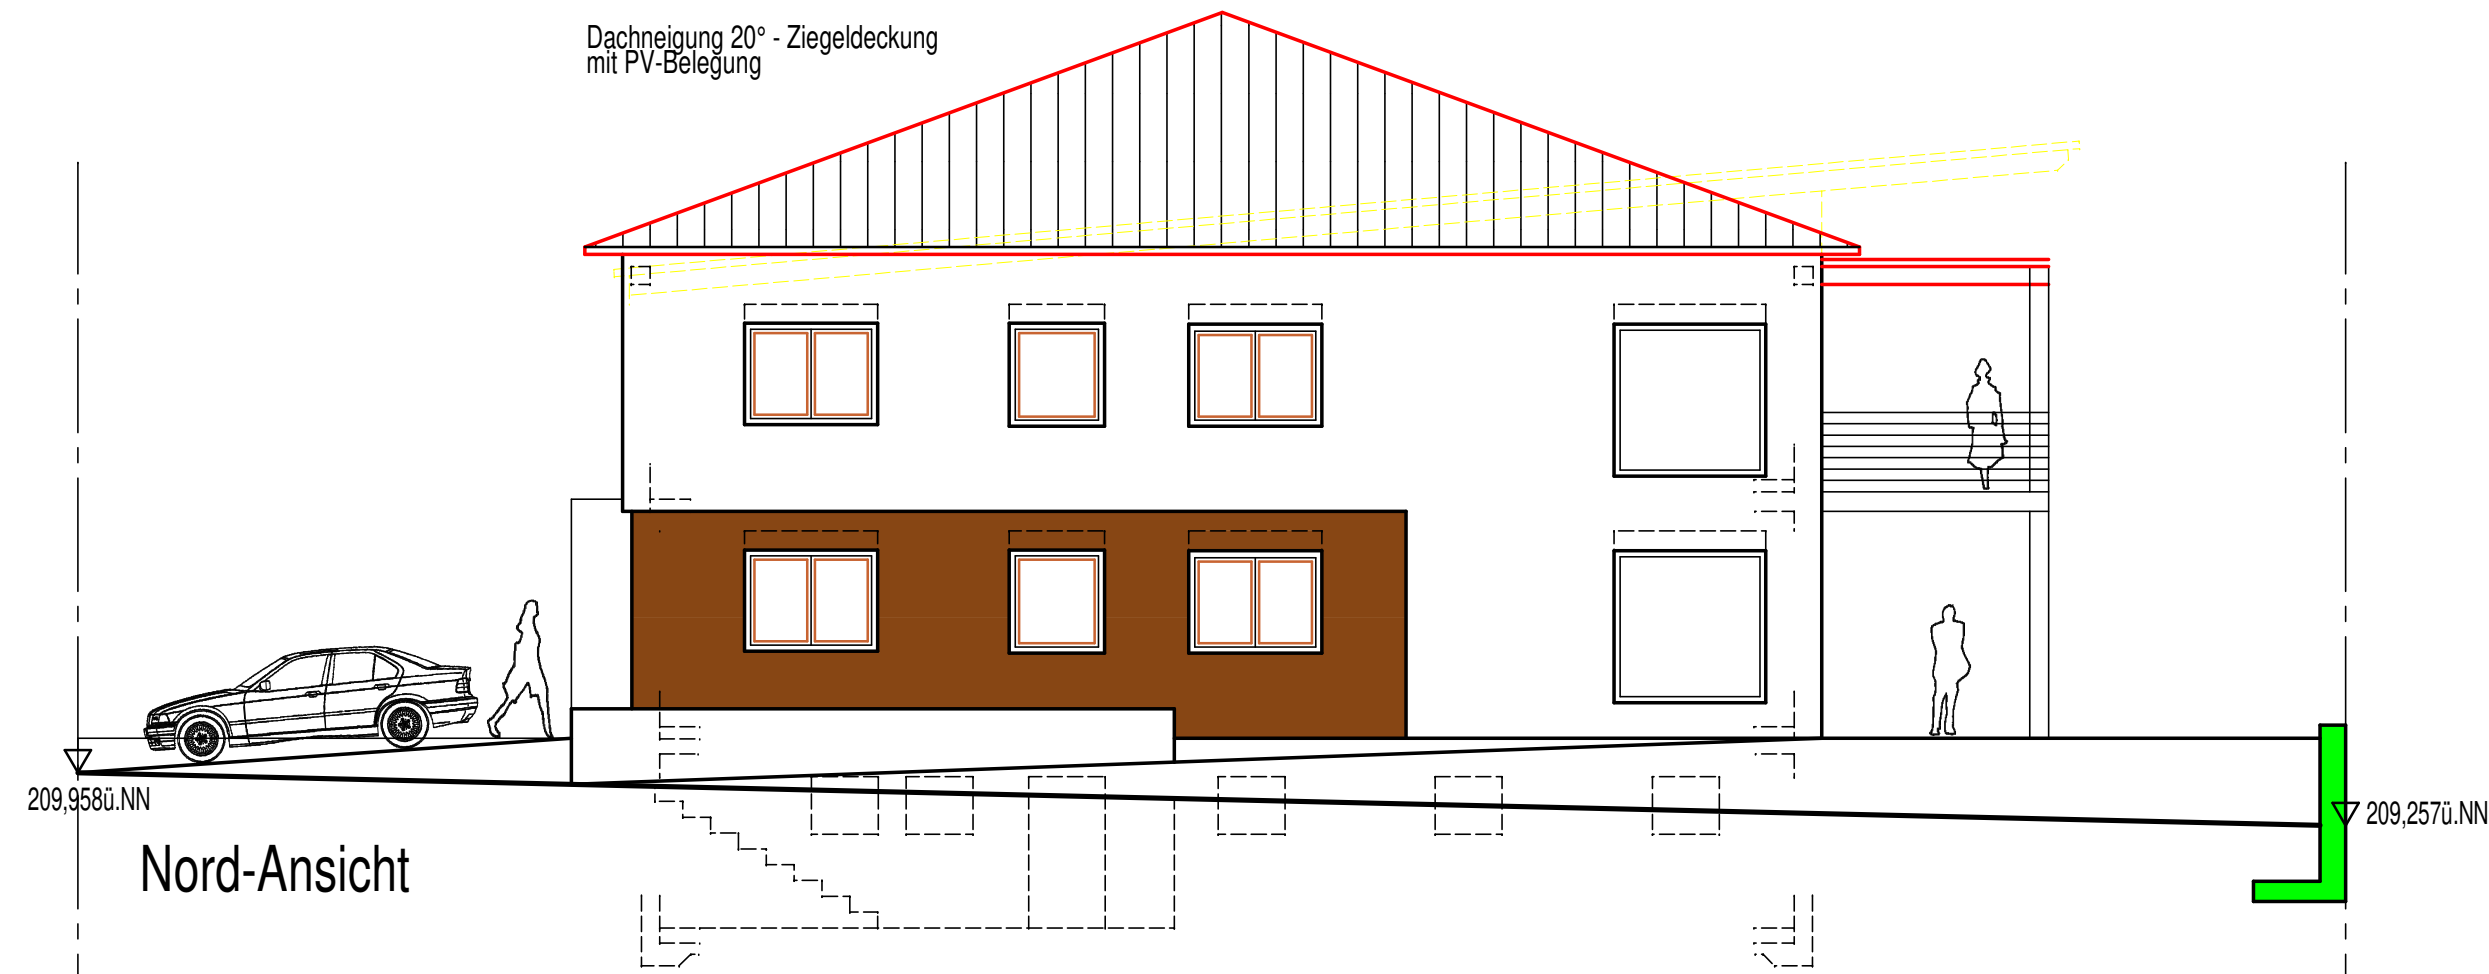 Dachneigung 20° - Ziegeldeckung
mit PV-Belegung
209,958ü.NN
209,257ü.NN
Nord-Ansicht